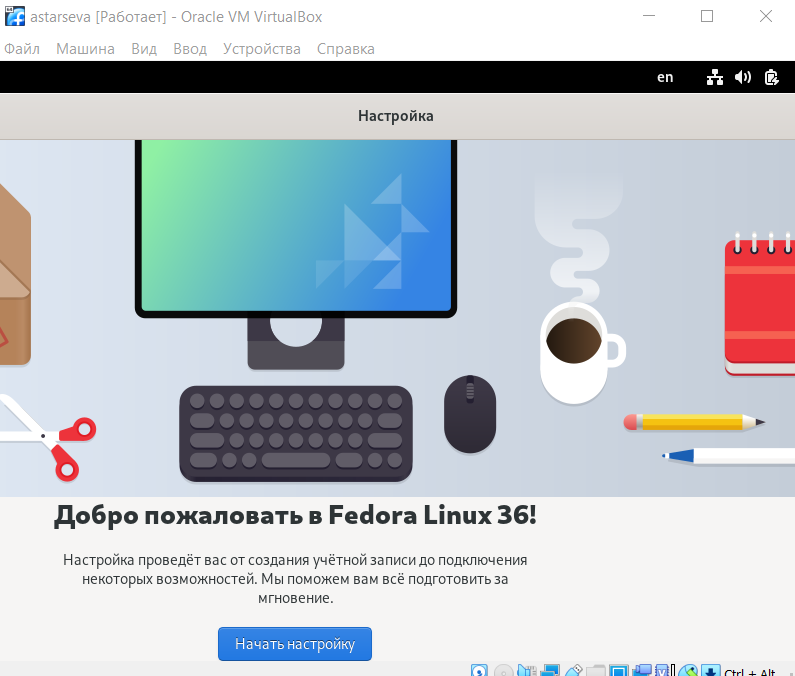 astarseva [Работает] - Oracle VM VirtualBox
Файл Машина Вид Ввод Устройства Справка
en
Настройка
Добро пожаловать в Fedora Linux 36!
Настройка проведёт вас от создания учётной записи до подключения
некоторых возможностей. Мы поможем вам всё подготовить за
мгновение.
Начать настройку
Ctrl + Alt